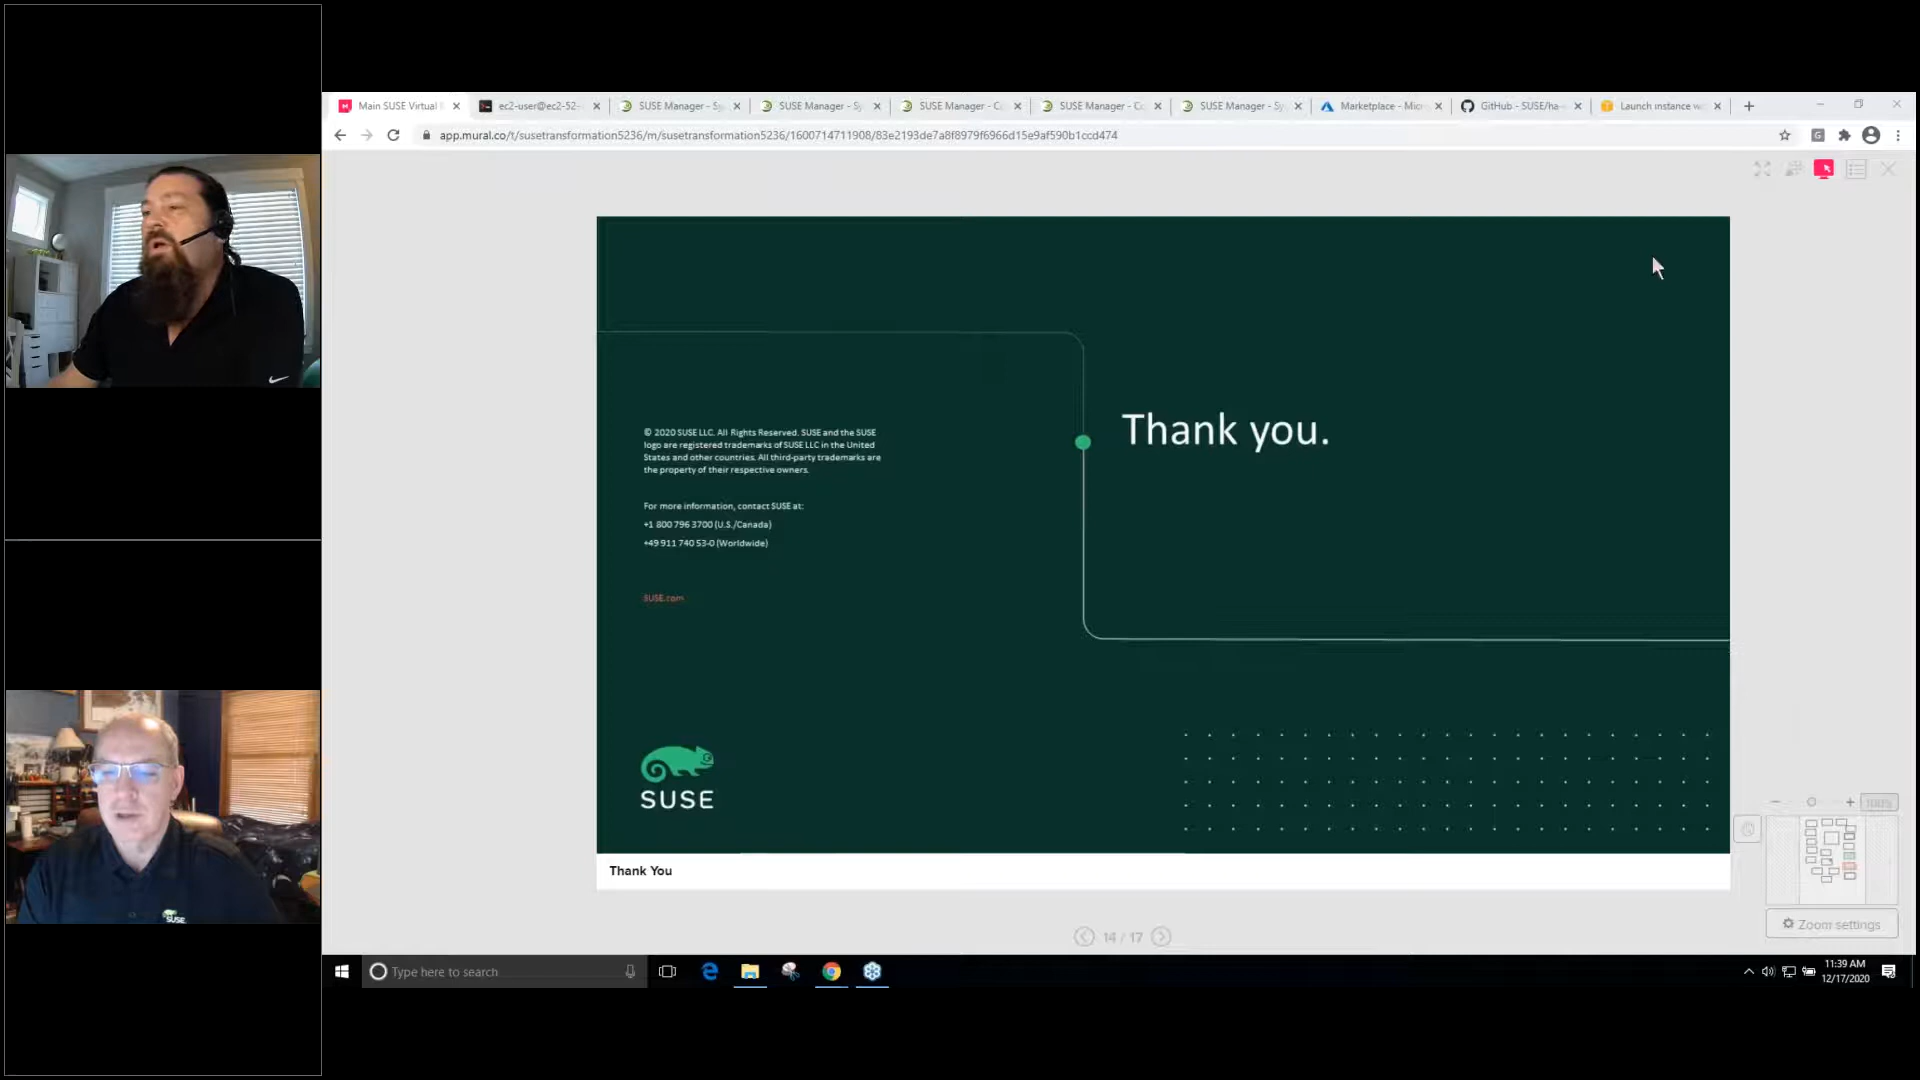 Main SUSE Virtual
ec2-user@ec2-52-
SUSE Manager - Sy
SUSE Manager - Sy
SUSE Manager - Co
SUSE Manager - Co
SUSE Manager - Sy
Marketplace - Micr
GitHub - SUSE/ha-
Launch instance w
app.mural.co/t/susetransformation5236/m/susetransformation5236/1600714711908/83e2193de7a8f8979f6966d15e9af590b1ccd474
Thank you.
© 2020 SUSE LLC. All Rights Reserved. SUSE and the SUSE
logo are registered trademarks of SUSE LLC in the United
States and other countries. All third-party trademarks are
the property of their respective owners.
For more information, contact SUSE at:
+1 800 796 3700 (U.S./Canada)
+49 911 740 53-0 (Worldwide)
SUSE.com
SUSE
Thank You
100%
Zoom settings
14 / 17
Type here to search
11:39 AM
12/17/2020
SUSE